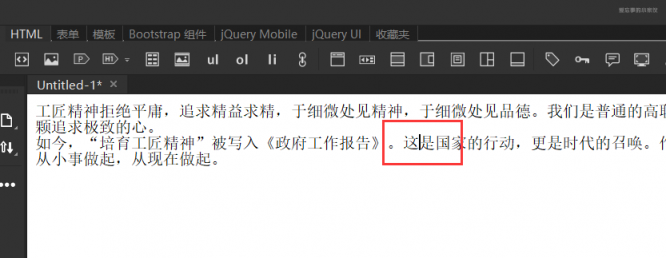 HTML 表单 模板 Bootstrap 组件 jQuery Mobile jQuery UI 收藏夹
H1 ul ol li
Untitled-1* ×
工匠精神拒绝平庸，追求精益求精，于细微处见精神，于细微处见品德。我们是普通的高职
颗追求极致的心。
如今，“培育工匠精神”被写入《政府工作报告》。这是国家的行动，更是时代的召唤。作
从小事做起，从现在做起。